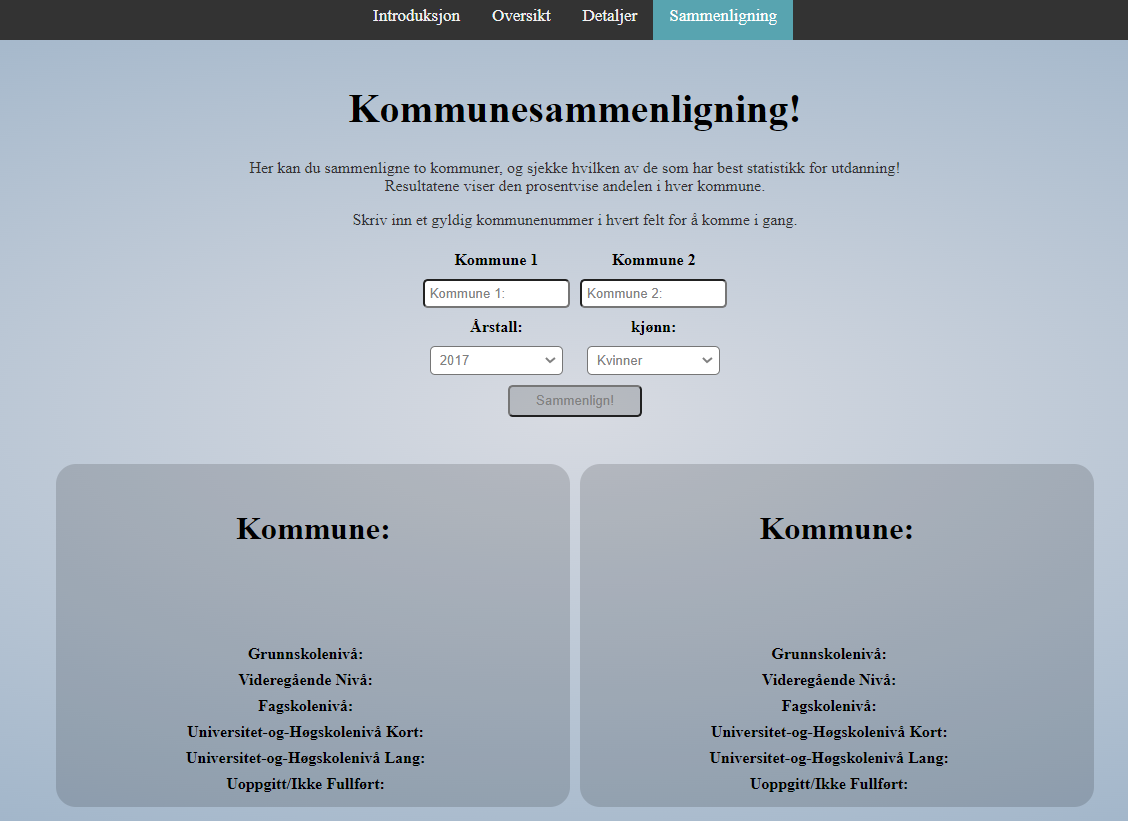 Introduksjon Oversikt Detaljer Sammenligning
Kommunesammenligning!
Her kan du sammenligne to kommuner, og sjekke hvilken av de som har best statistikk for utdanning!
Resultatene viser den prosentvise andelen i hver kommune.
Skriv inn et gyldig kommunenummer i hvert felt for å komme i gang.
Kommune 1 Kommune 2
Kommune 1: Kommune 2:
Årstall: kjønn:
2017 Kvinner
Sammenlign!
Kommune:
Grunnskolenivå:
Videregående Nivå:
Fagskolenivå:
Universitet-og-Høgskolenivå Kort:
Universitet-og-Høgskolenivå Lang:
Uoppgitt/Ikke Fullført:
Kommune:
Grunnskolenivå:
Videregående Nivå:
Fagskolenivå:
Universitet-og-Høgskolenivå Kort:
Universitet-og-Høgskolenivå Lang:
Uoppgitt/Ikke Fullført: